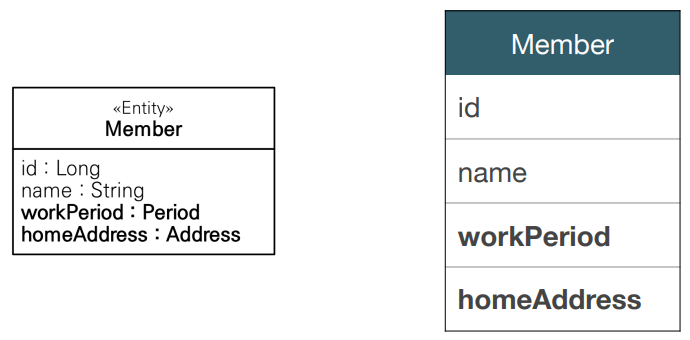 «Entity»
Member
id : Long
name : String
workPeriod : Period
homeAddress : Address
Member
id
name
workPeriod
homeAddress